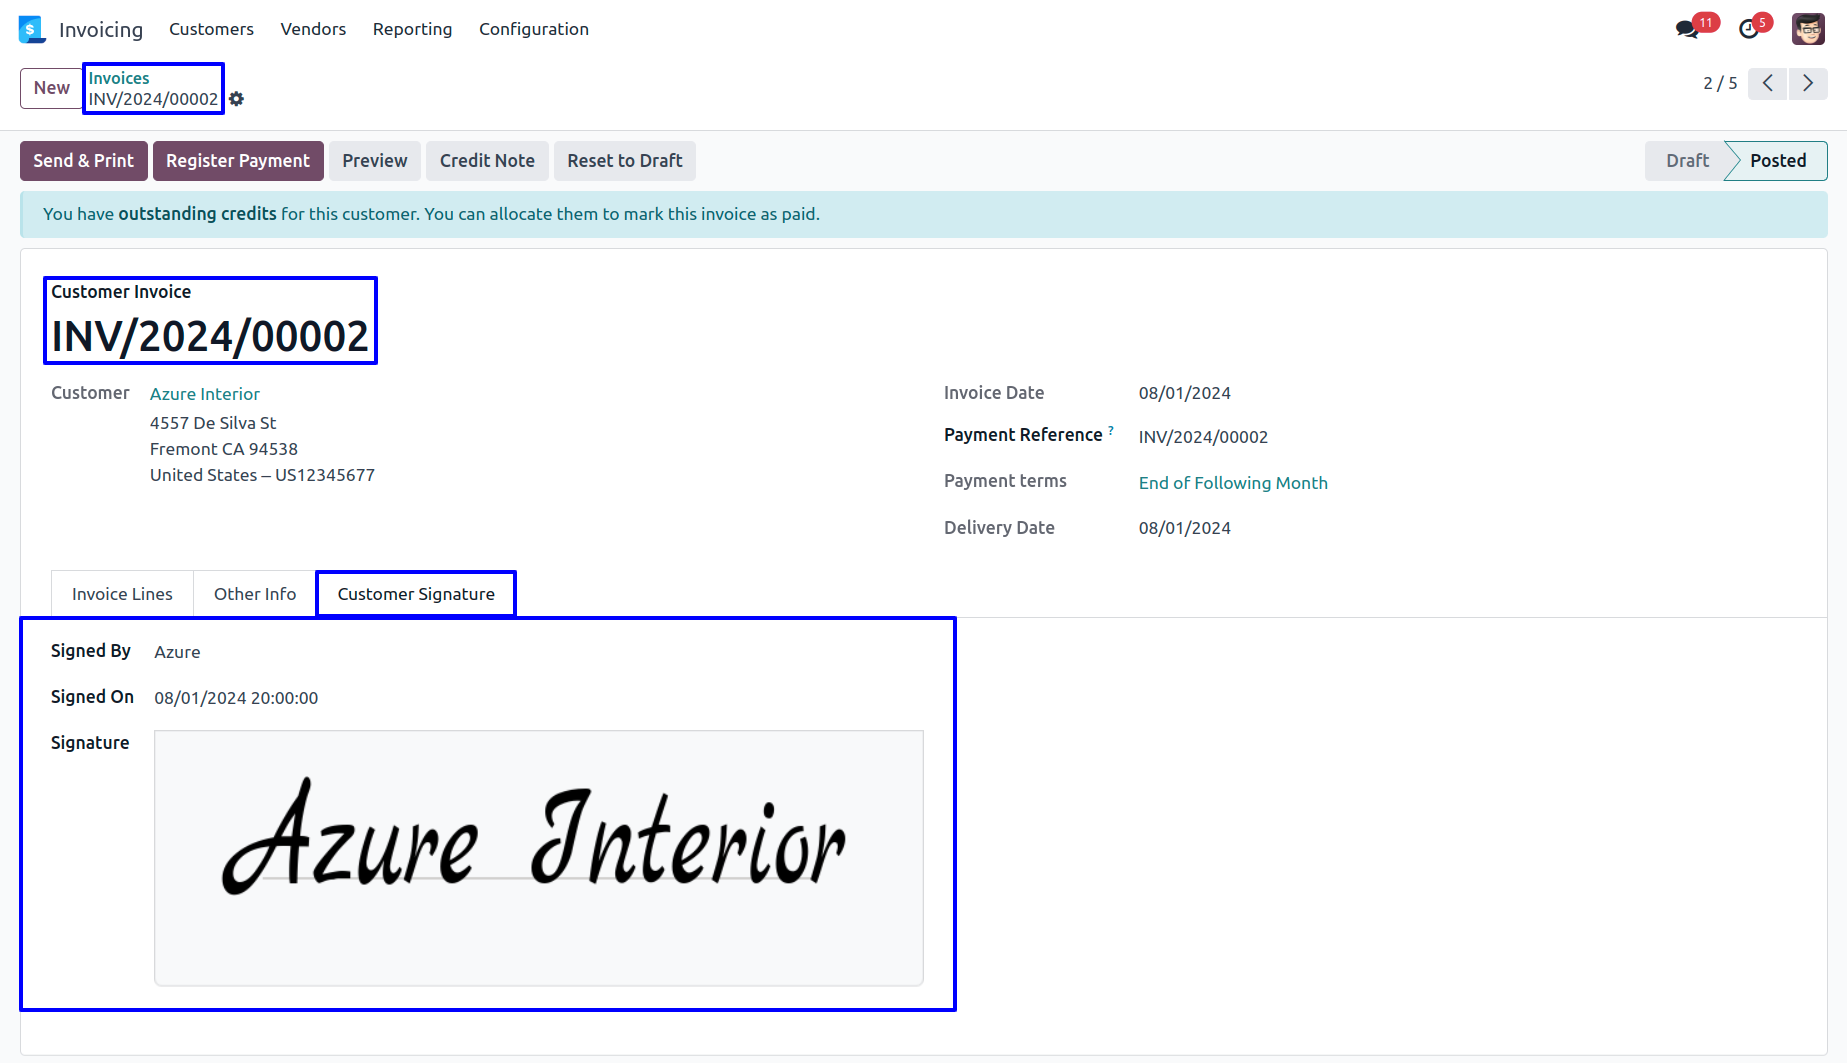 Invoicing Customers Vendors Reporting Configuration 11 5
New Invoices
INV/2024/00002
2 / 5
Send & Print Register Payment Preview Credit Note Reset to Draft Draft Posted
You have outstanding credits for this customer. You can allocate them to mark this invoice as paid.
Customer Invoice
INV/2024/00002
Customer Azure Interior
4557 De Silva St
Fremont CA 94538
United States – US12345677
Invoice Date 08/01/2024
Payment Reference ? INV/2024/00002
Payment terms End of Following Month
Delivery Date 08/01/2024
Invoice Lines Other Info Customer Signature
Signed By Azure
Signed On 08/01/2024 20:00:00
Signature
Azure Interior